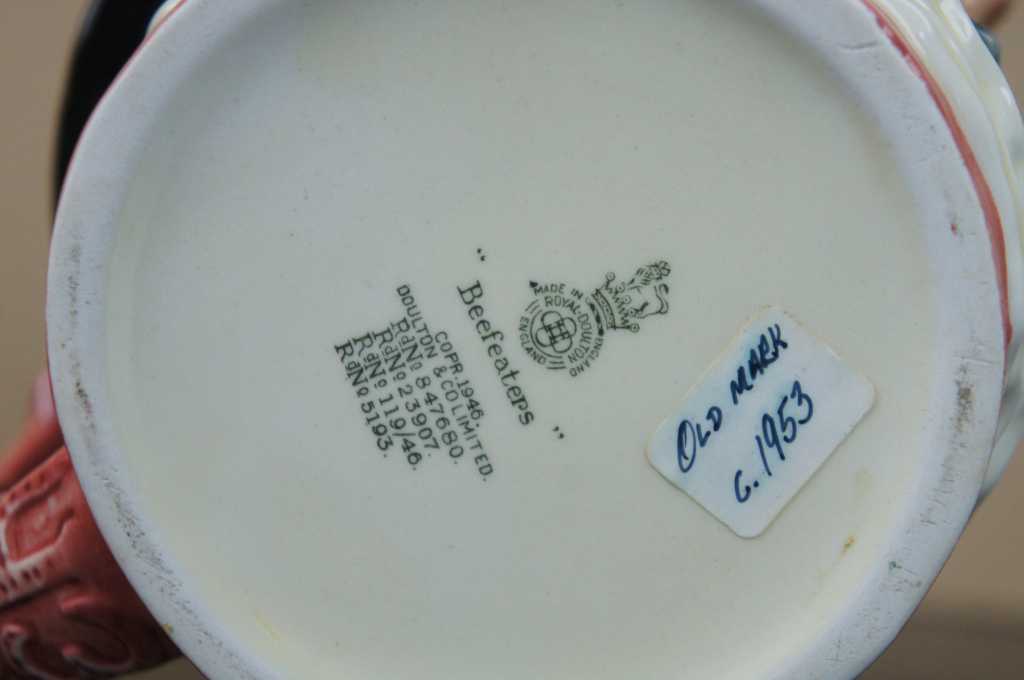 MADE IN
ENGLAND
ROYAL·DOULTON
ENGLAND
"Beefeaters"
COPR.1946.
DOULTON & CO LIMITED.
RdNo 847680.
RdNo 23907.
RdNo 119/46.
RdNo 5193.
OLD MARK
C. 1953